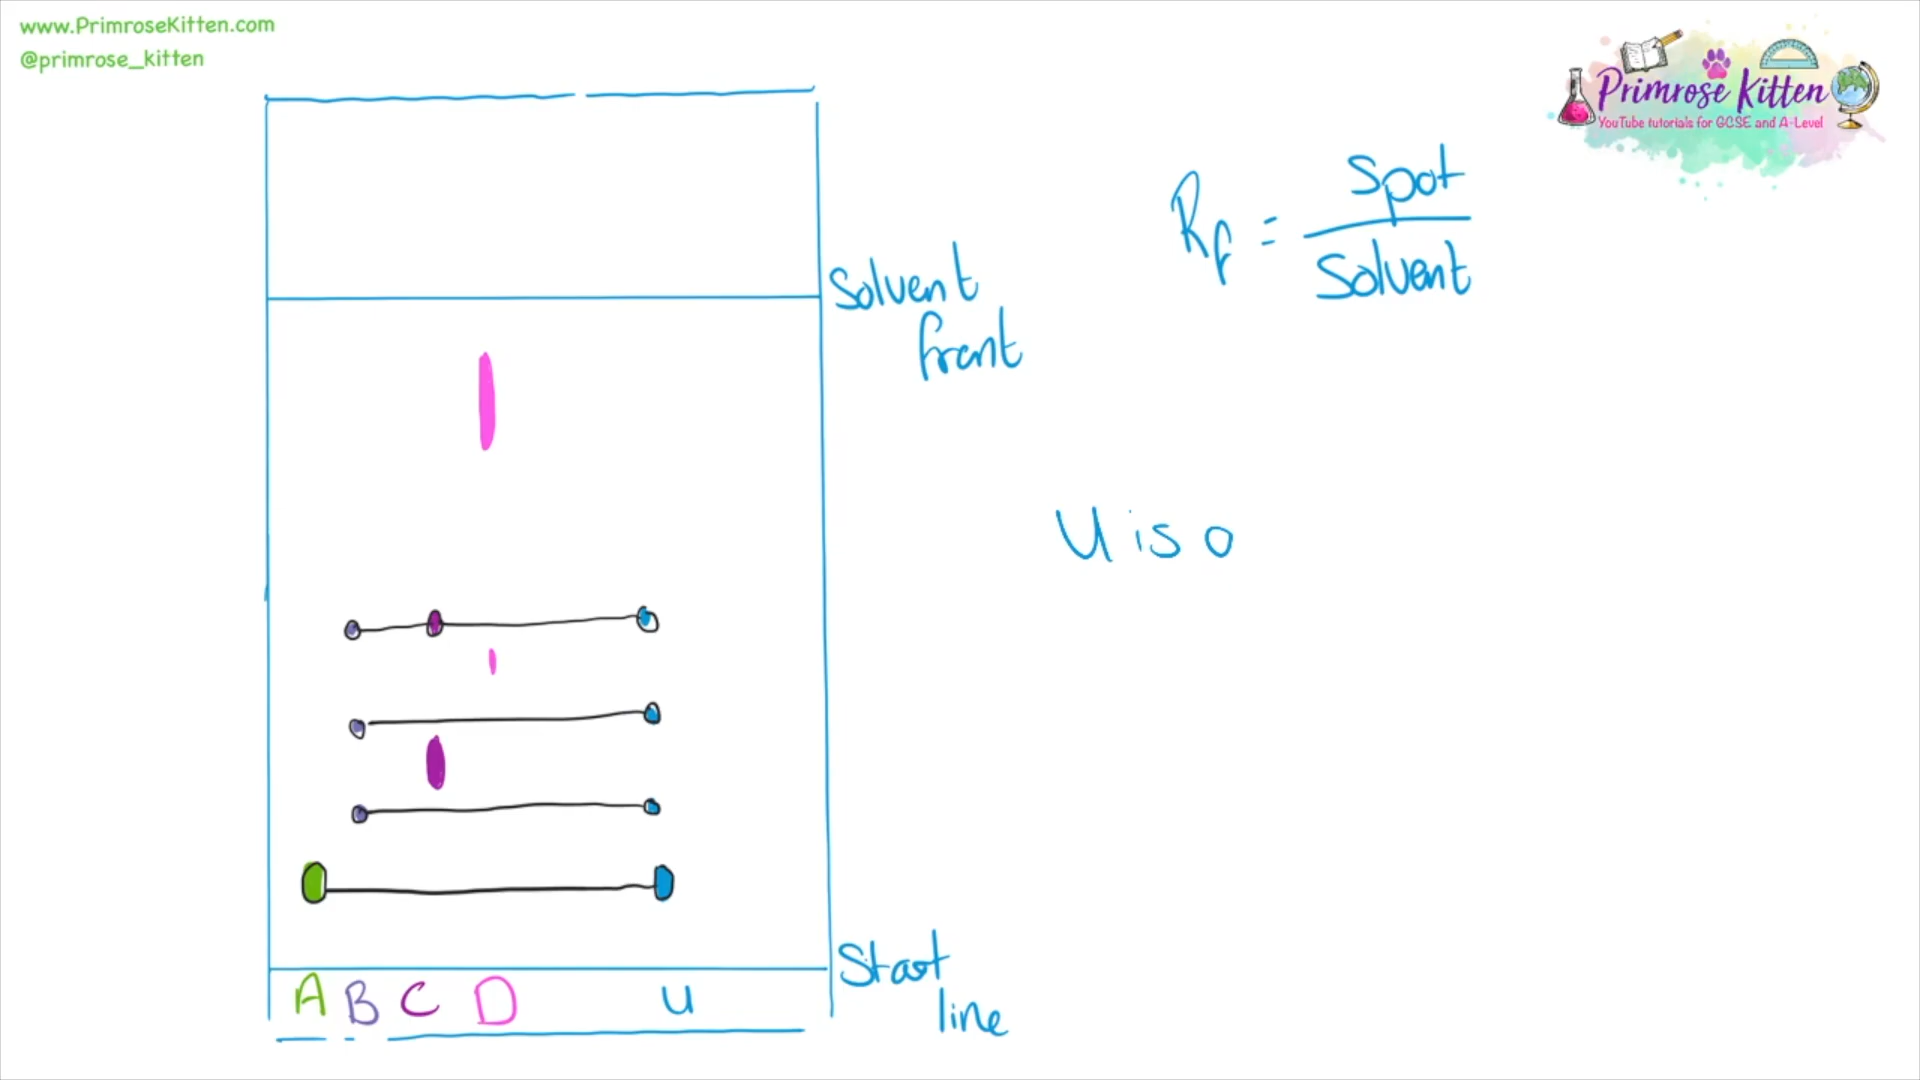 www.PrimroseKitten.com
@primrose_kitten
Primrose Kitten
YouTube tutorials for GCSE and A-Level
Rf = Spot
Solvent
Solvent
front
U is o
Start
line
A B C D U